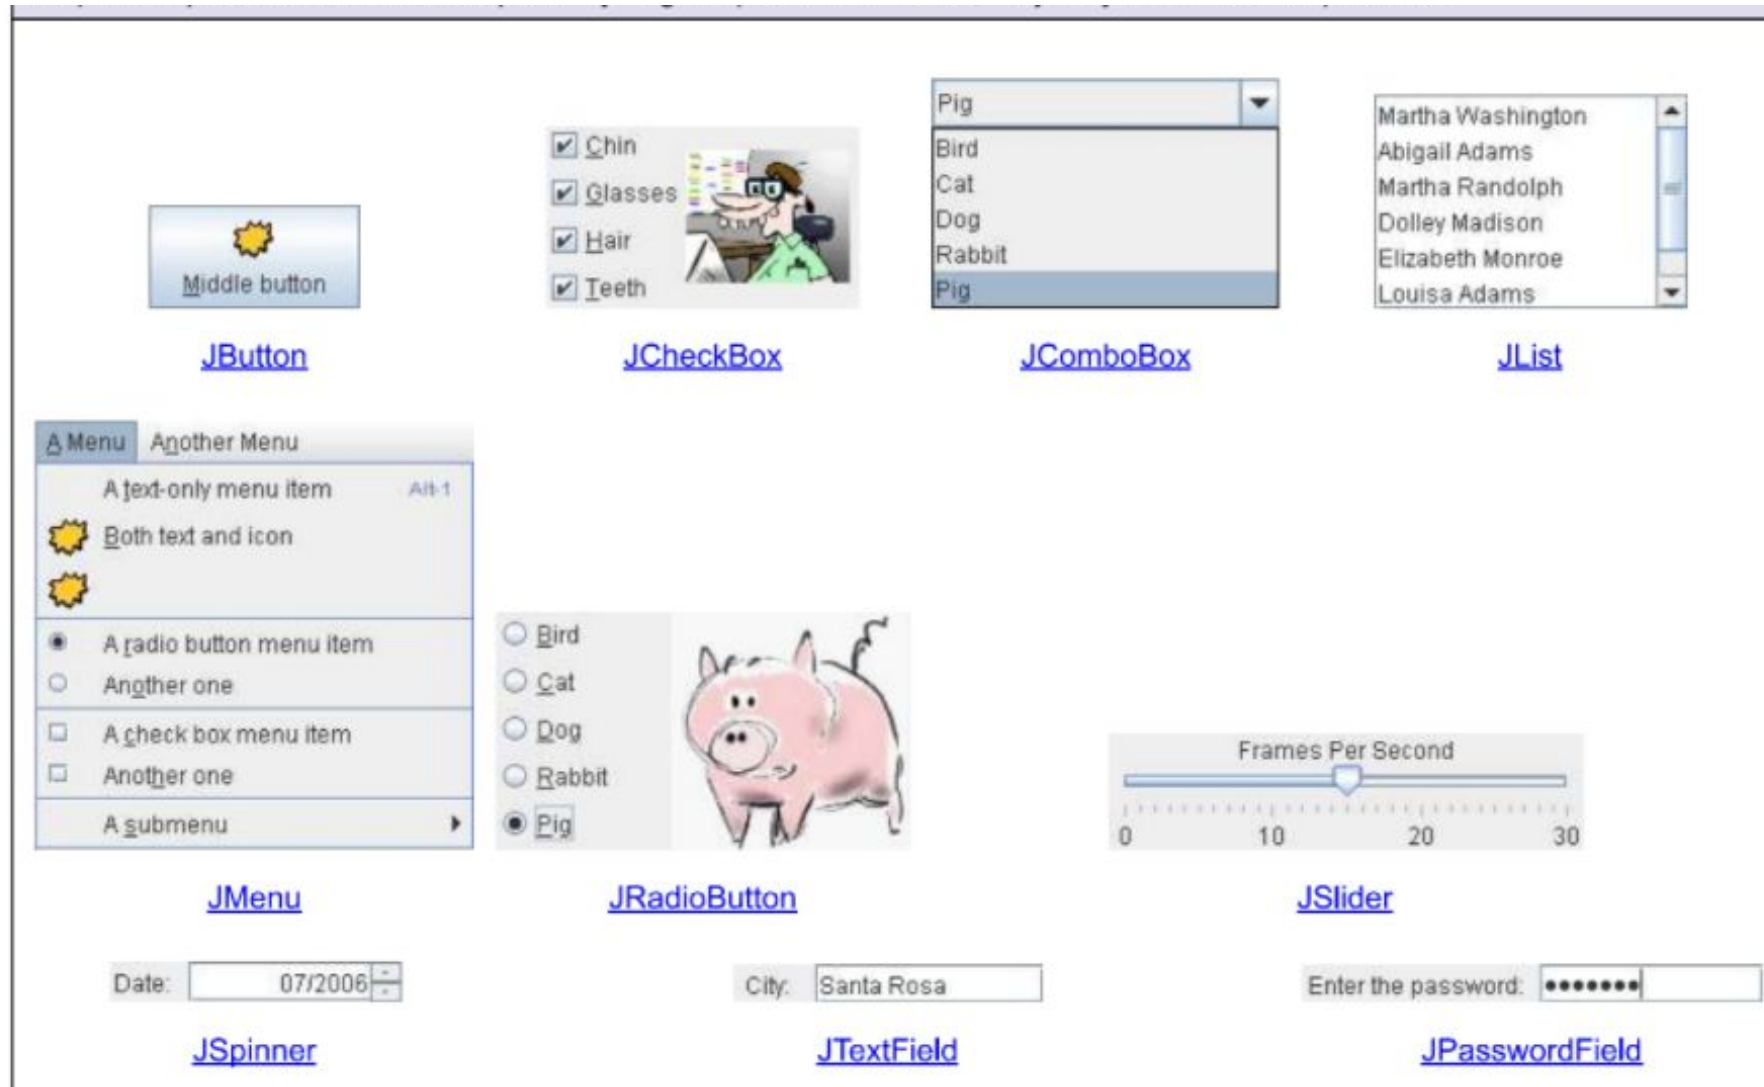 Middle button
JButton
Chin
Glasses
Hair
Teeth
JCheckBox
Pig
Bird
Cat
Dog
Rabbit
Pig
JComboBox
Martha Washington
Abigail Adams
Martha Randolph
Dolley Madison
Elizabeth Monroe
Louisa Adams
JList
A Menu Another Menu
A text-only menu item Alt-1
Both text and icon
A radio button menu item
Another one
A check box menu item
Another one
A submenu
JMenu
Bird
Cat
Dog
Rabbit
Pig
JRadioButton
Frames Per Second
0 10 20 30
JSlider
Date: 07/2006
JSpinner
City: Santa Rosa
JTextField
Enter the password:
JPasswordField